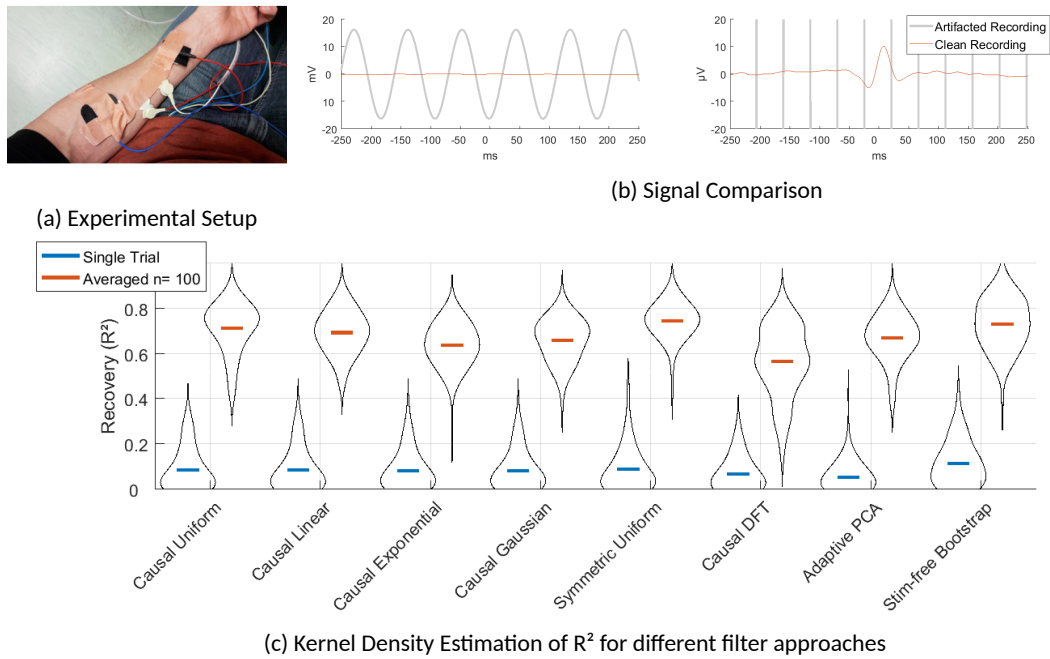 20
10
0
10
20
mV
-250 -200 -150 -100 -50 0 50 100 150 200 250
ms
20
10
0
10
20
µV
-250 -200 -150 -100 -50 0 50 100 150 200 250
ms
Artifacted Recording
Clean Recording
(b) Signal Comparison
(a) Experimental Setup
Single Trial
Averaged n= 100
Recovery (R²)
0.8
0.6
0.4
0.2
0
Causal Uniform
Causal Linear
Causal Exponential
Causal Gaussian
Symmetric Uniform
Causal DFT
Adaptive PCA
Stim-free Bootstrap
(c) Kernel Density Estimation of R² for different filter approaches